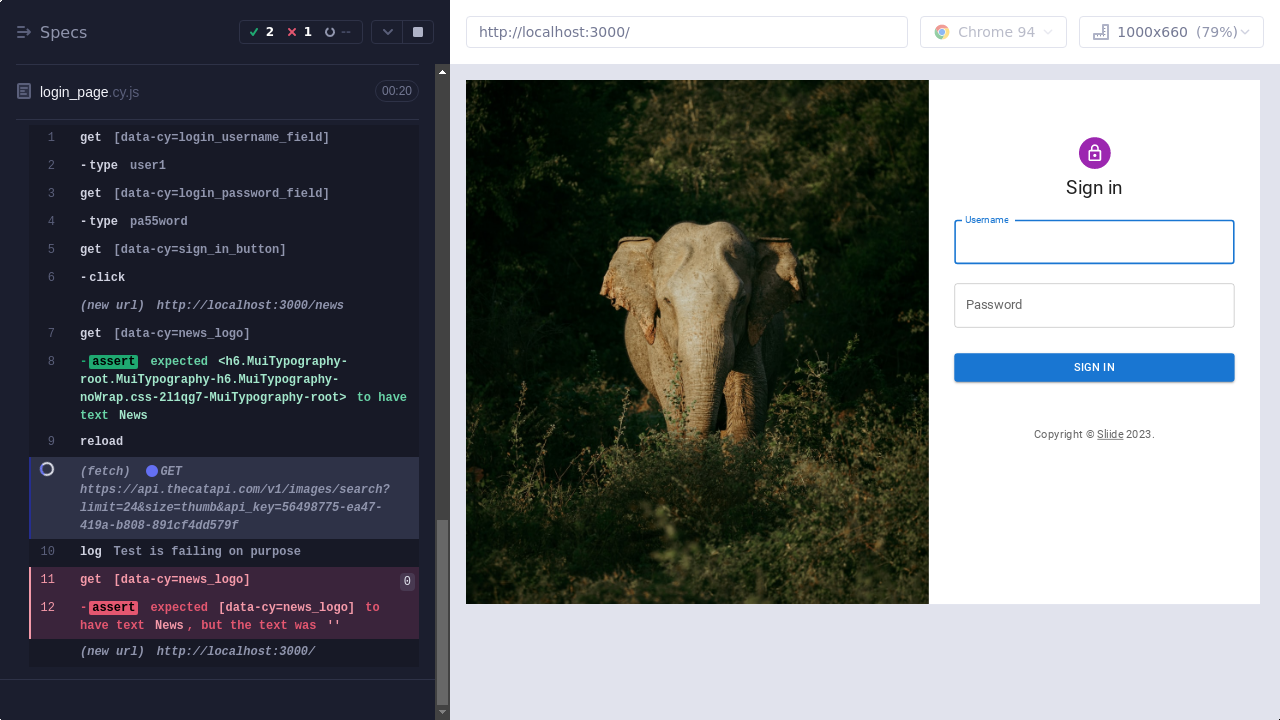 Specs
2
1
--
http://localhost:3000/
Chrome 94
1000x660 (79%)
login_page.cy.js
00:20
1 get [data-cy=login_username_field]
2 -type user1
3 get [data-cy=login_password_field]
4 -type pa55word
5 get [data-cy=sign_in_button]
6 -click
(new url) http://localhost:3000/news
7 get [data-cy=news_logo]
8 -assert expected <h6.MuiTypography-
root.MuiTypography-h6.MuiTypography-
noWrap.css-2l1qg7-MuiTypography-root> to have
text News
9 reload
(fetch) GET
https://api.thecatapi.com/v1/images/search?
limit=24&size=thumb&api_key=56498775-ea47-
419a-b808-891cf4dd579f
10 log Test is failing on purpose
11 get [data-cy=news_logo] 0
12 -assert expected [data-cy=news_logo] to
have text News, but the text was ''
(new url) http://localhost:3000/
Sign in
Username
Password
SIGN IN
Copyright © Sliide 2023.